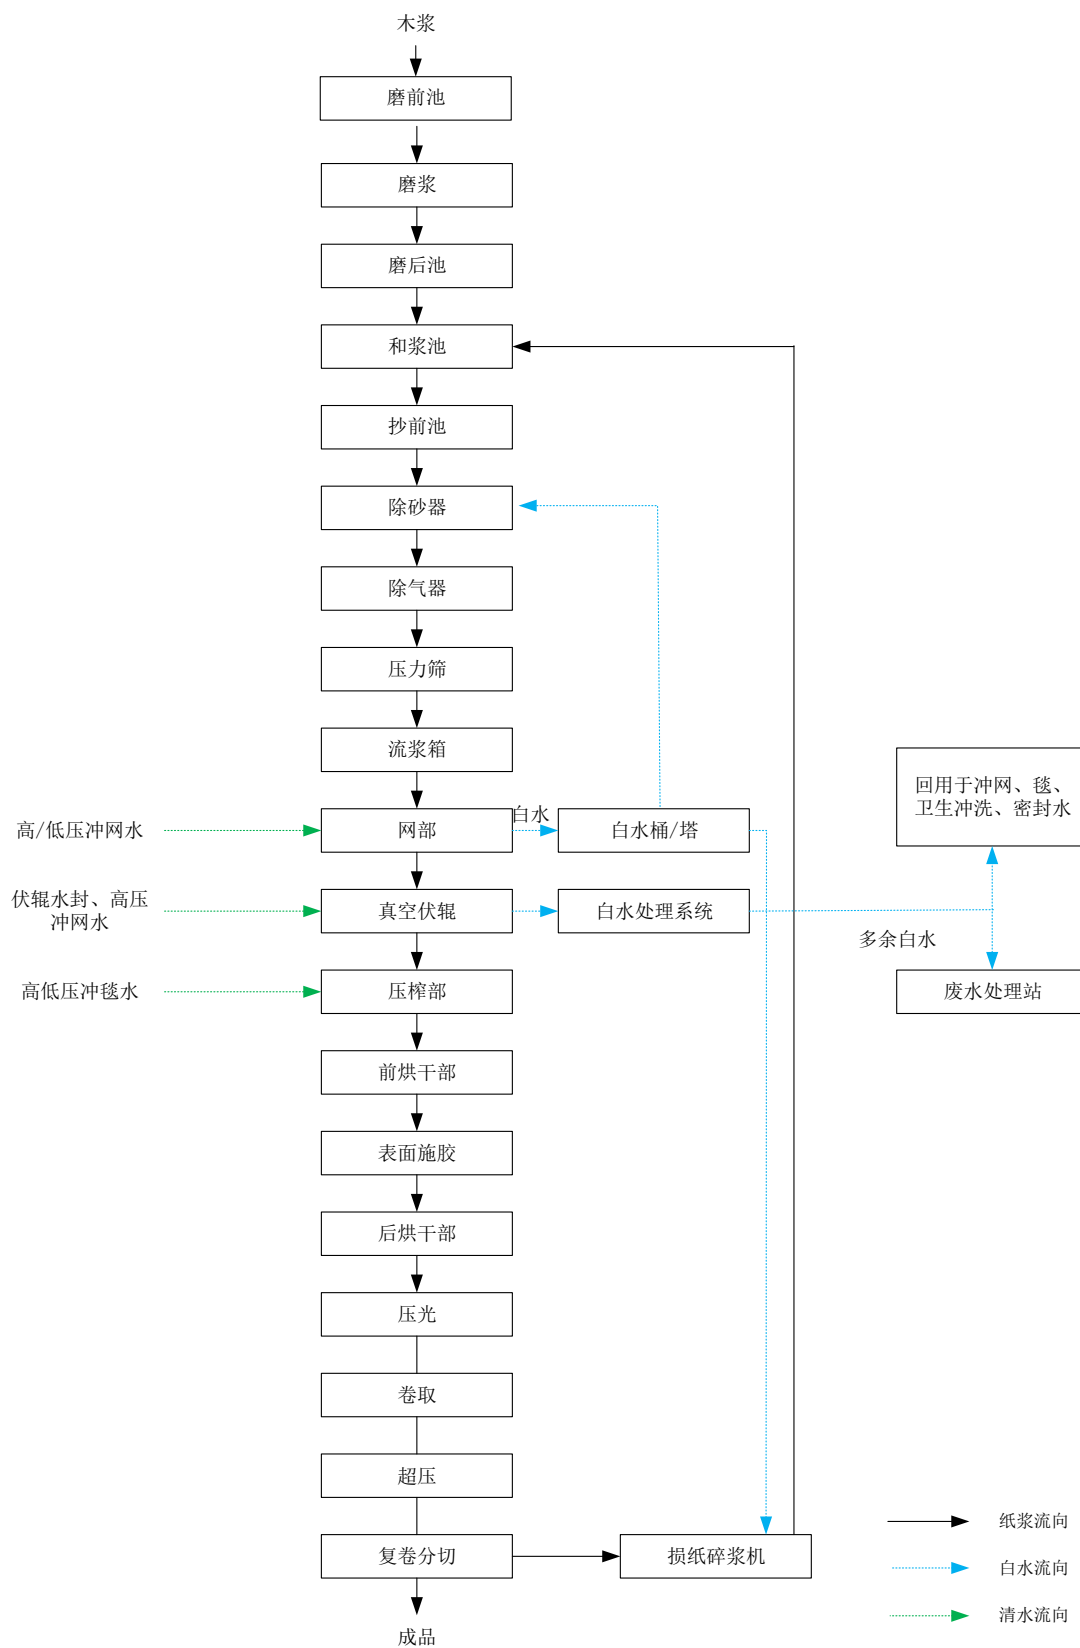 木浆
磨前池
磨浆
磨后池
和浆池
抄前池
除砂器
除气器
压力筛
流浆箱
高/低压冲网水
网部
白水
白水桶/塔
回用于冲网、毯、
卫生冲洗、密封水
伏辊水封、高压
冲网水
真空伏辊
白水处理系统
多余白水
高低压冲毯水
压榨部
废水处理站
前烘干部
表面施胶
后烘干部
压光
卷取
超压
复卷分切
损纸碎浆机
成品
纸浆流向
白水流向
清水流向